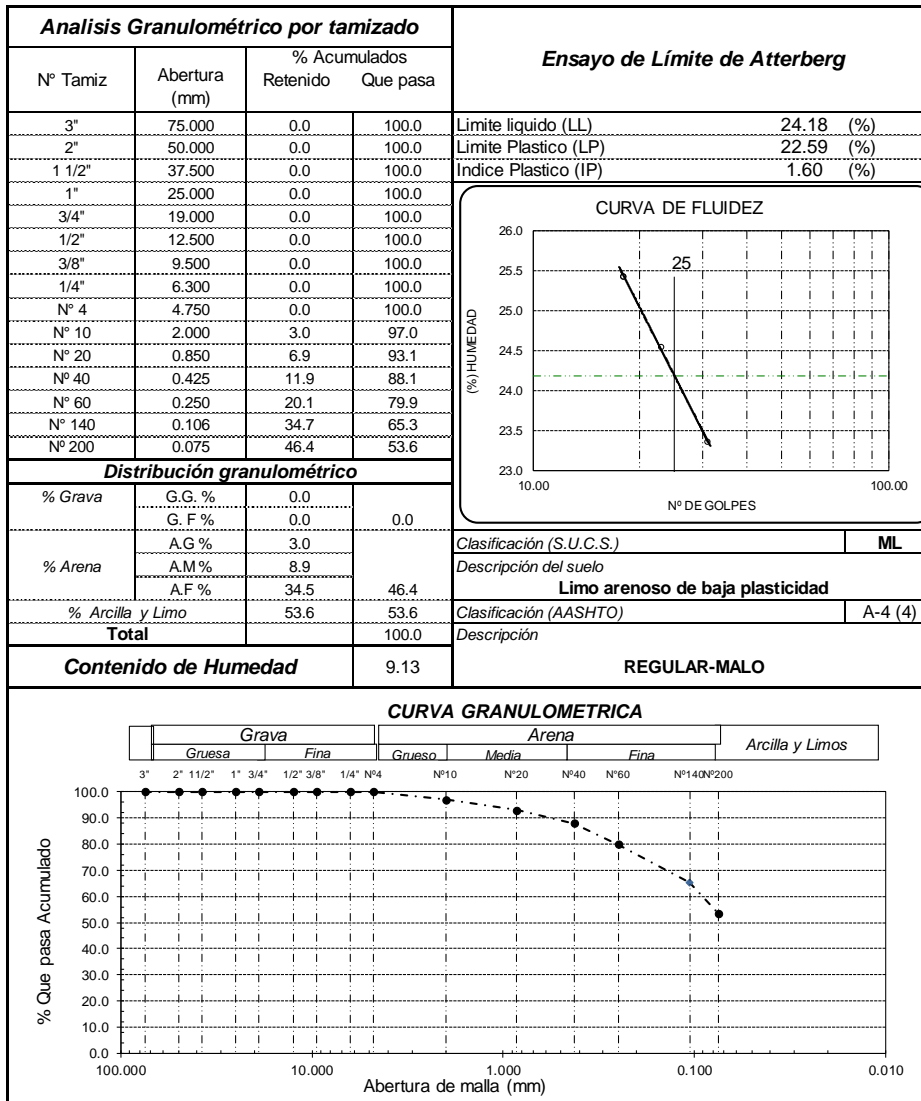 Analisis Granulométrico por tamizado
Ensayo de Límite de Atterberg
N° Tamiz Abertura (mm) % Acumulados
Retenido Que pasa
3" 75.000 0.0 100.0
2" 50.000 0.0 100.0
1 1/2" 37.500 0.0 100.0
1" 25.000 0.0 100.0
3/4" 19.000 0.0 100.0
1/2" 12.500 0.0 100.0
3/8" 9.500 0.0 100.0
1/4" 6.300 0.0 100.0
N° 4 4.750 0.0 100.0
N° 10 2.000 3.0 97.0
N° 20 0.850 6.9 93.1
Nº 40 0.425 11.9 88.1
N° 60 0.250 20.1 79.9
N° 140 0.106 34.7 65.3
Nº 200 0.075 46.4 53.6
Distribución granulométrico
% Grava G.G. % 0.0
G. F % 0.0 0.0
A.G % 3.0
% Arena A.M % 8.9
A.F % 34.5 46.4
% Arcilla y Limo 53.6 53.6
Total 100.0
Contenido de Humedad 9.13
Limite liquido (LL) 24.18 (%)
Limite Plastico (LP) 22.59 (%)
Indice Plastico (IP) 1.60 (%)
CURVA DE FLUIDEZ
26.0
25.5
25.0
24.5
24.0
23.5
23.0
(%) HUMEDAD
25
10.00 100.00
Nº DE GOLPES
Clasificación (S.U.C.S.) ML
Descripción del suelo
Limo arenoso de baja plasticidad
Clasificación (AASHTO) A-4 (4)
Descripción
REGULAR-MALO
CURVA GRANULOMETRICA
Grava Arena Arcilla y Limos
Gruesa Fina Grueso Media Fina
3" 2" 11/2" 1" 3/4" 1/2" 3/8" 1/4" Nº4 Nº10 N°20 Nº40 N°60 Nº140 Nº200
100.0
90.0
80.0
70.0
60.0
50.0
40.0
30.0
20.0
10.0
0.0
% Que pasa Acumulado
100.000 10.000 1.000 0.100 0.010
Abertura de malla (mm)